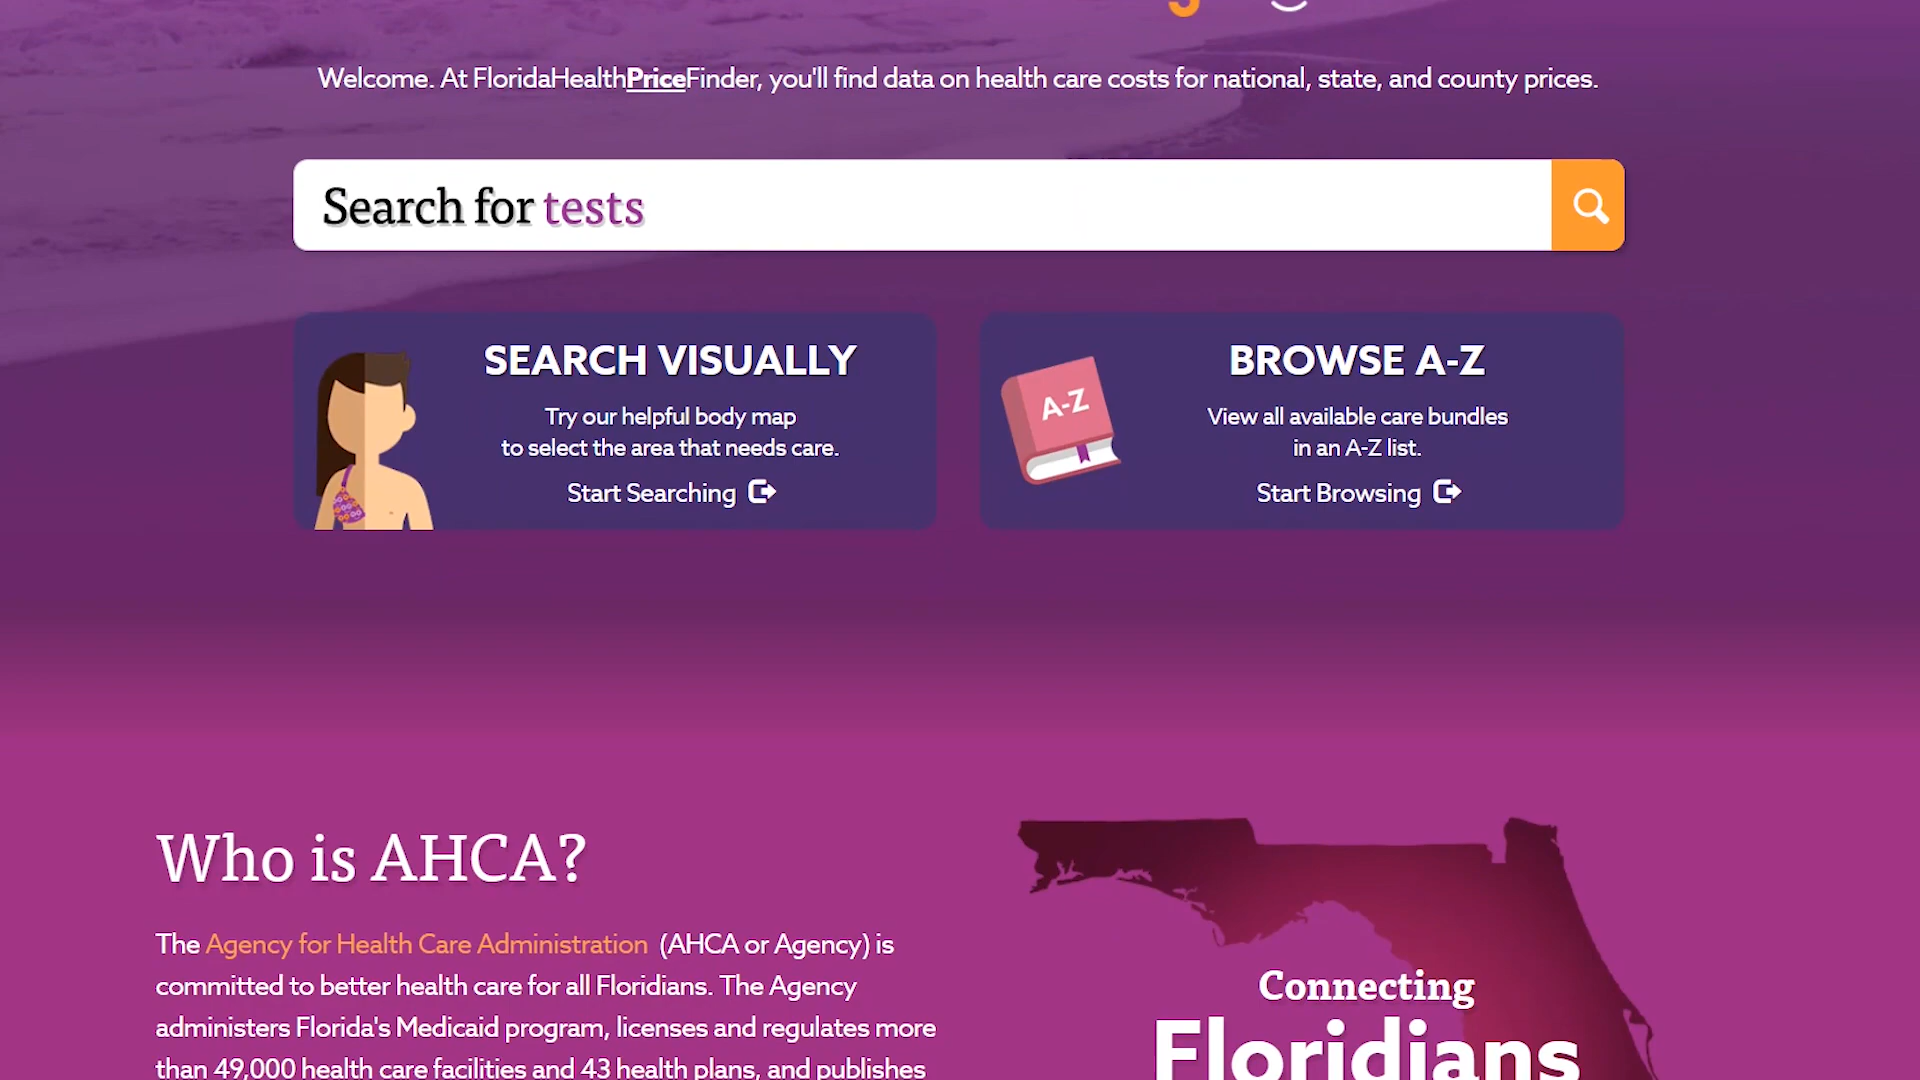 Welcome. At FloridaHealthPriceFinder, you'll find data on health care costs for national, state, and county prices.
Search for tests
SEARCH VISUALLY
Try our helpful body map
to select the area that needs care.
Start Searching
BROWSE A-Z
A-Z
View all available care bundles
in an A-Z list.
Start Browsing
Who is AHCA?
The Agency for Health Care Administration (AHCA or Agency) is
committed to better health care for all Floridians. The Agency
administers Florida's Medicaid program, licenses and regulates more
than 49,000 health care facilities and 43 health plans, and publishes
Connecting
Floridians